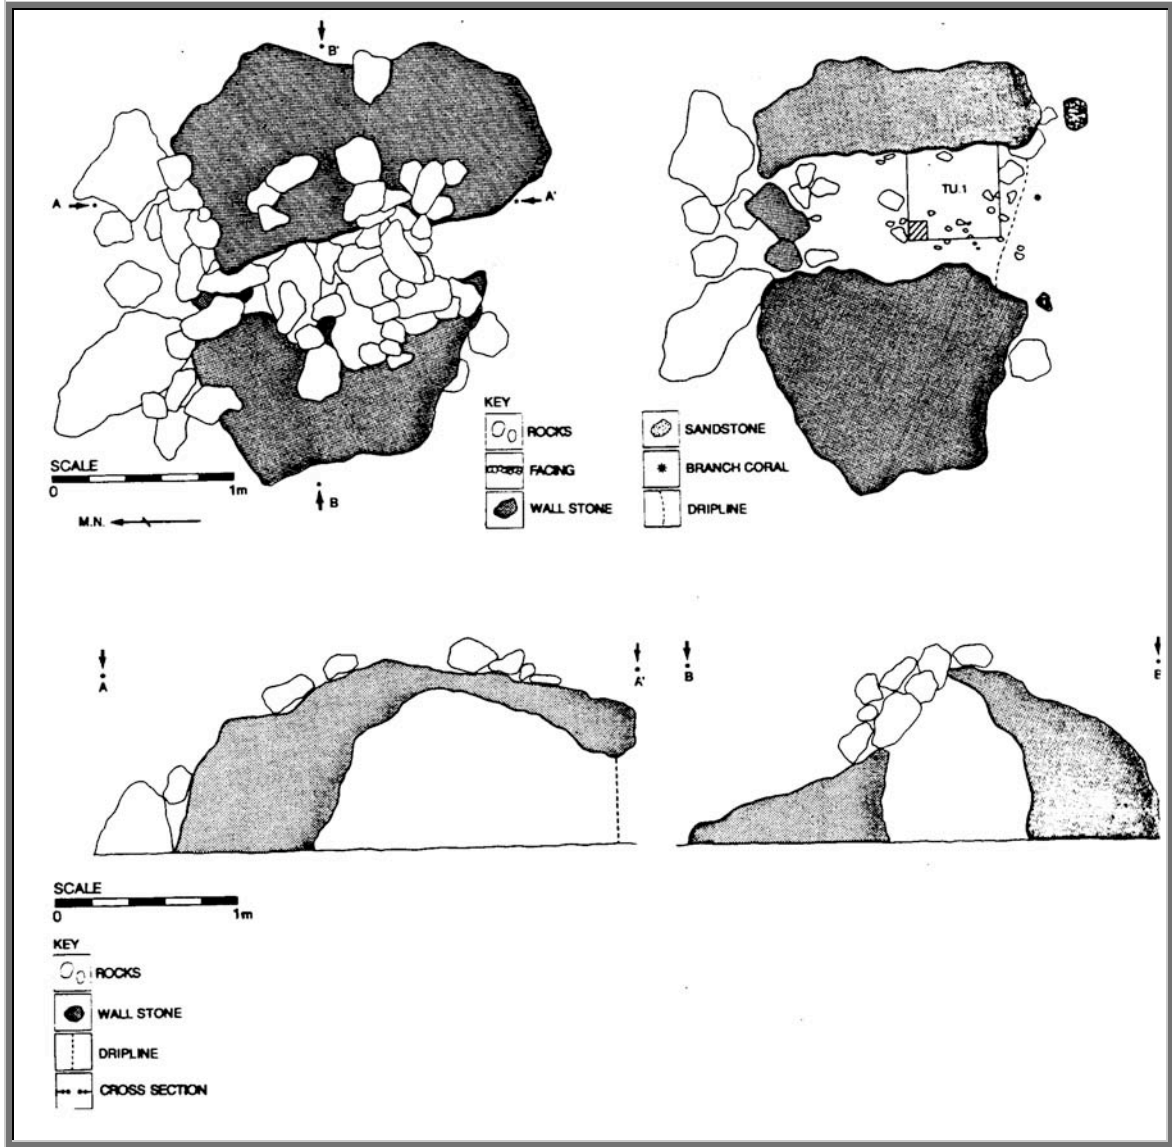 B'
A
A'
TU.1
KEY
ROCKS
FACING
WALL STONE
SANDSTONE
BRANCH CORAL
DRIPLINE
SCALE
0 1m
M.N.
B
A
A'
B
B
SCALE
0 1m
KEY
ROCKS
WALL STONE
DRIPLINE
CROSS SECTION